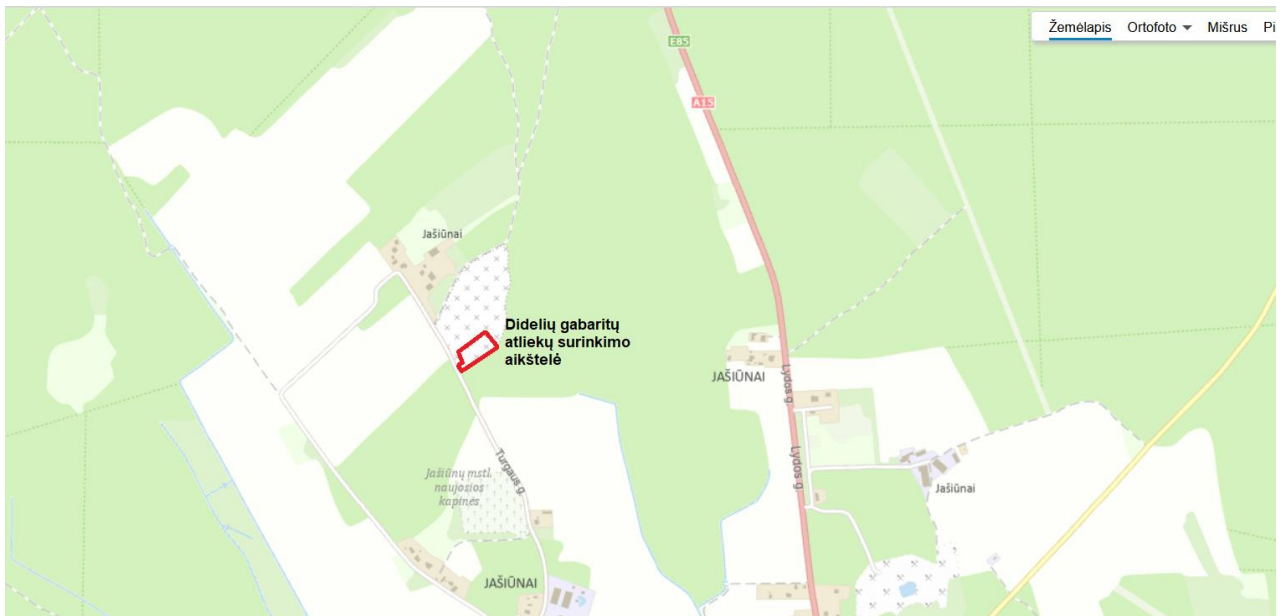 Žemėlapis Ortofoto Mišrus Pi
E85
A15
Jašiūnai
Didelių gabaritų
atliekų surinkimo
aikštelė
JAŠIŪNAI
Lydos g.
Lydos g.
Turgaus g.
Jašiūnų mstl.
naujosios
kapinės
Jašiūnai
JAŠIŪNAI